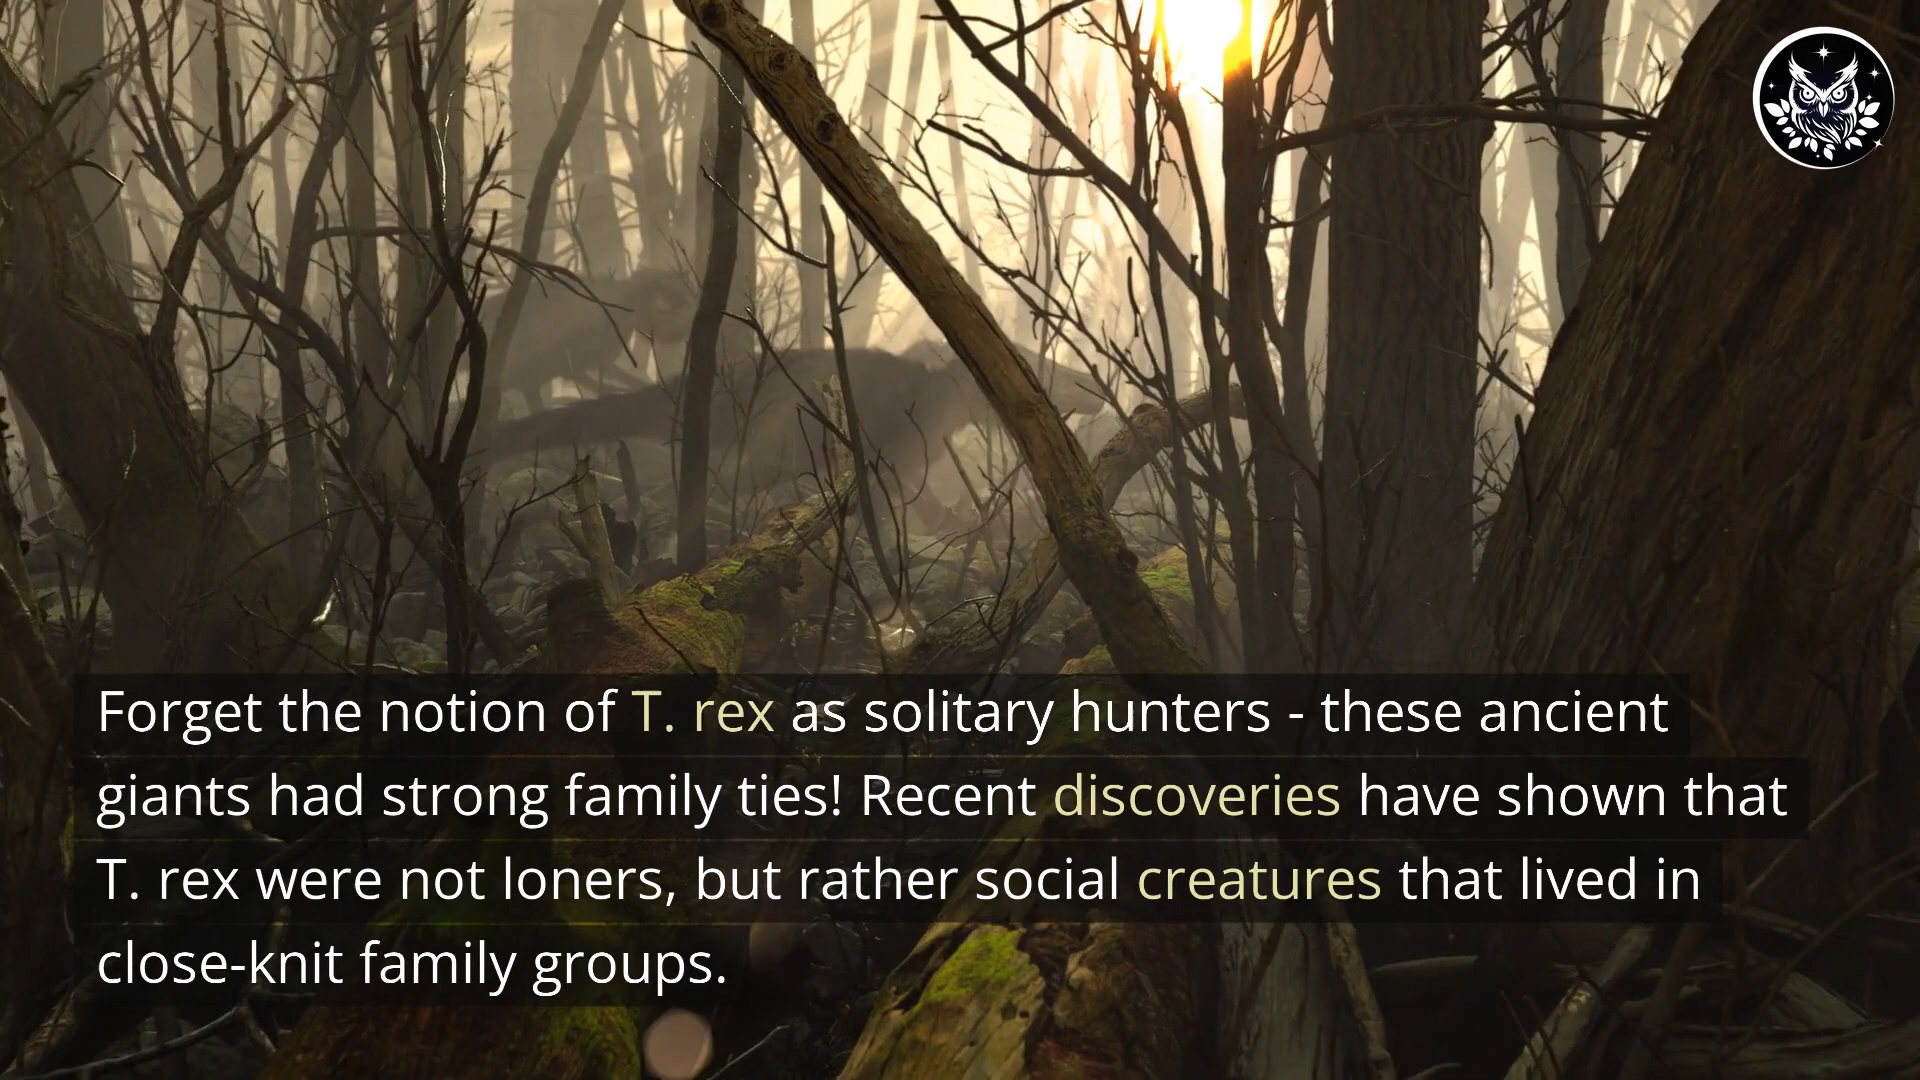 Forget the notion of T. rex as solitary hunters - these ancient
giants had strong family ties! Recent discoveries have shown that
T. rex were not loners, but rather social creatures that lived in
close-knit family groups.